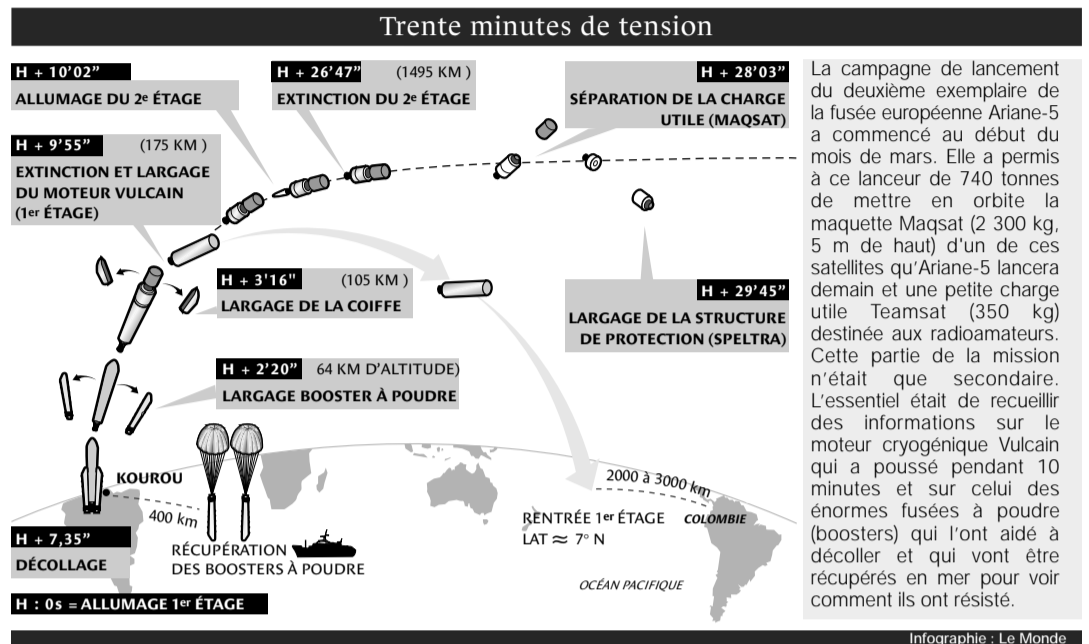 Trente minutes de tension
H + 10’02”
ALLUMAGE DU 2e ÉTAGE
H + 26’47” (1495 KM )
EXTINCTION DU 2e ÉTAGE
H + 28’03”
SÉPARATION DE LA CHARGE
UTILE (MAQSAT)
H + 9’55” (175 KM )
EXTINCTION ET LARGAGE
DU MOTEUR VULCAIN
(1er ÉTAGE)
H + 3'16" (105 KM )
LARGAGE DE LA COIFFE
H + 29’45”
LARGAGE DE LA STRUCTURE
DE PROTECTION (SPELTRA)
H + 2’20” 64 KM D’ALTITUDE)
LARGAGE BOOSTER À POUDRE
KOUROU
400 km
H + 7,35”
DÉCOLLAGE
RÉCUPÉRATION
DES BOOSTERS À POUDRE
H : 0s = ALLUMAGE 1er ÉTAGE
2000 à 3000 km
RENTRÉE 1er ÉTAGE
LAT ≈ 7° N
COLOMBIE
OCÉAN PACIFIQUE
La campagne de lancement
du deuxième exemplaire de
la fusée européenne Ariane-5
a commencé au début du
mois de mars. Elle a permis
à ce lanceur de 740 tonnes
de mettre en orbite la
maquette Maqsat (2 300 kg,
5 m de haut) d'un de ces
satellites qu’Ariane-5 lancera
demain et une petite charge
utile Teamsat (350 kg)
destinée aux radioamateurs.
Cette partie de la mission
n’était que secondaire.
L’essentiel était de recueillir
des informations sur le
moteur cryogénique Vulcain
qui a poussé pendant 10
minutes et sur celui des
énormes fusées à poudre
(boosters) qui l’ont aidé à
décoller et qui vont être
récupérés en mer pour voir
comment ils ont résisté.
Infographie : Le Monde